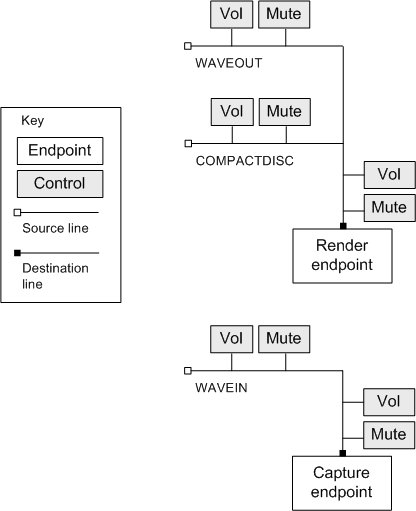 Vol Mute
WAVEOUT
Vol Mute
COMPACTDISC
Key
Endpoint
Control
Source line
Destination
line
Vol
Mute
Render
endpoint
Vol Mute
WAVEIN
Vol
Mute
Capture
endpoint